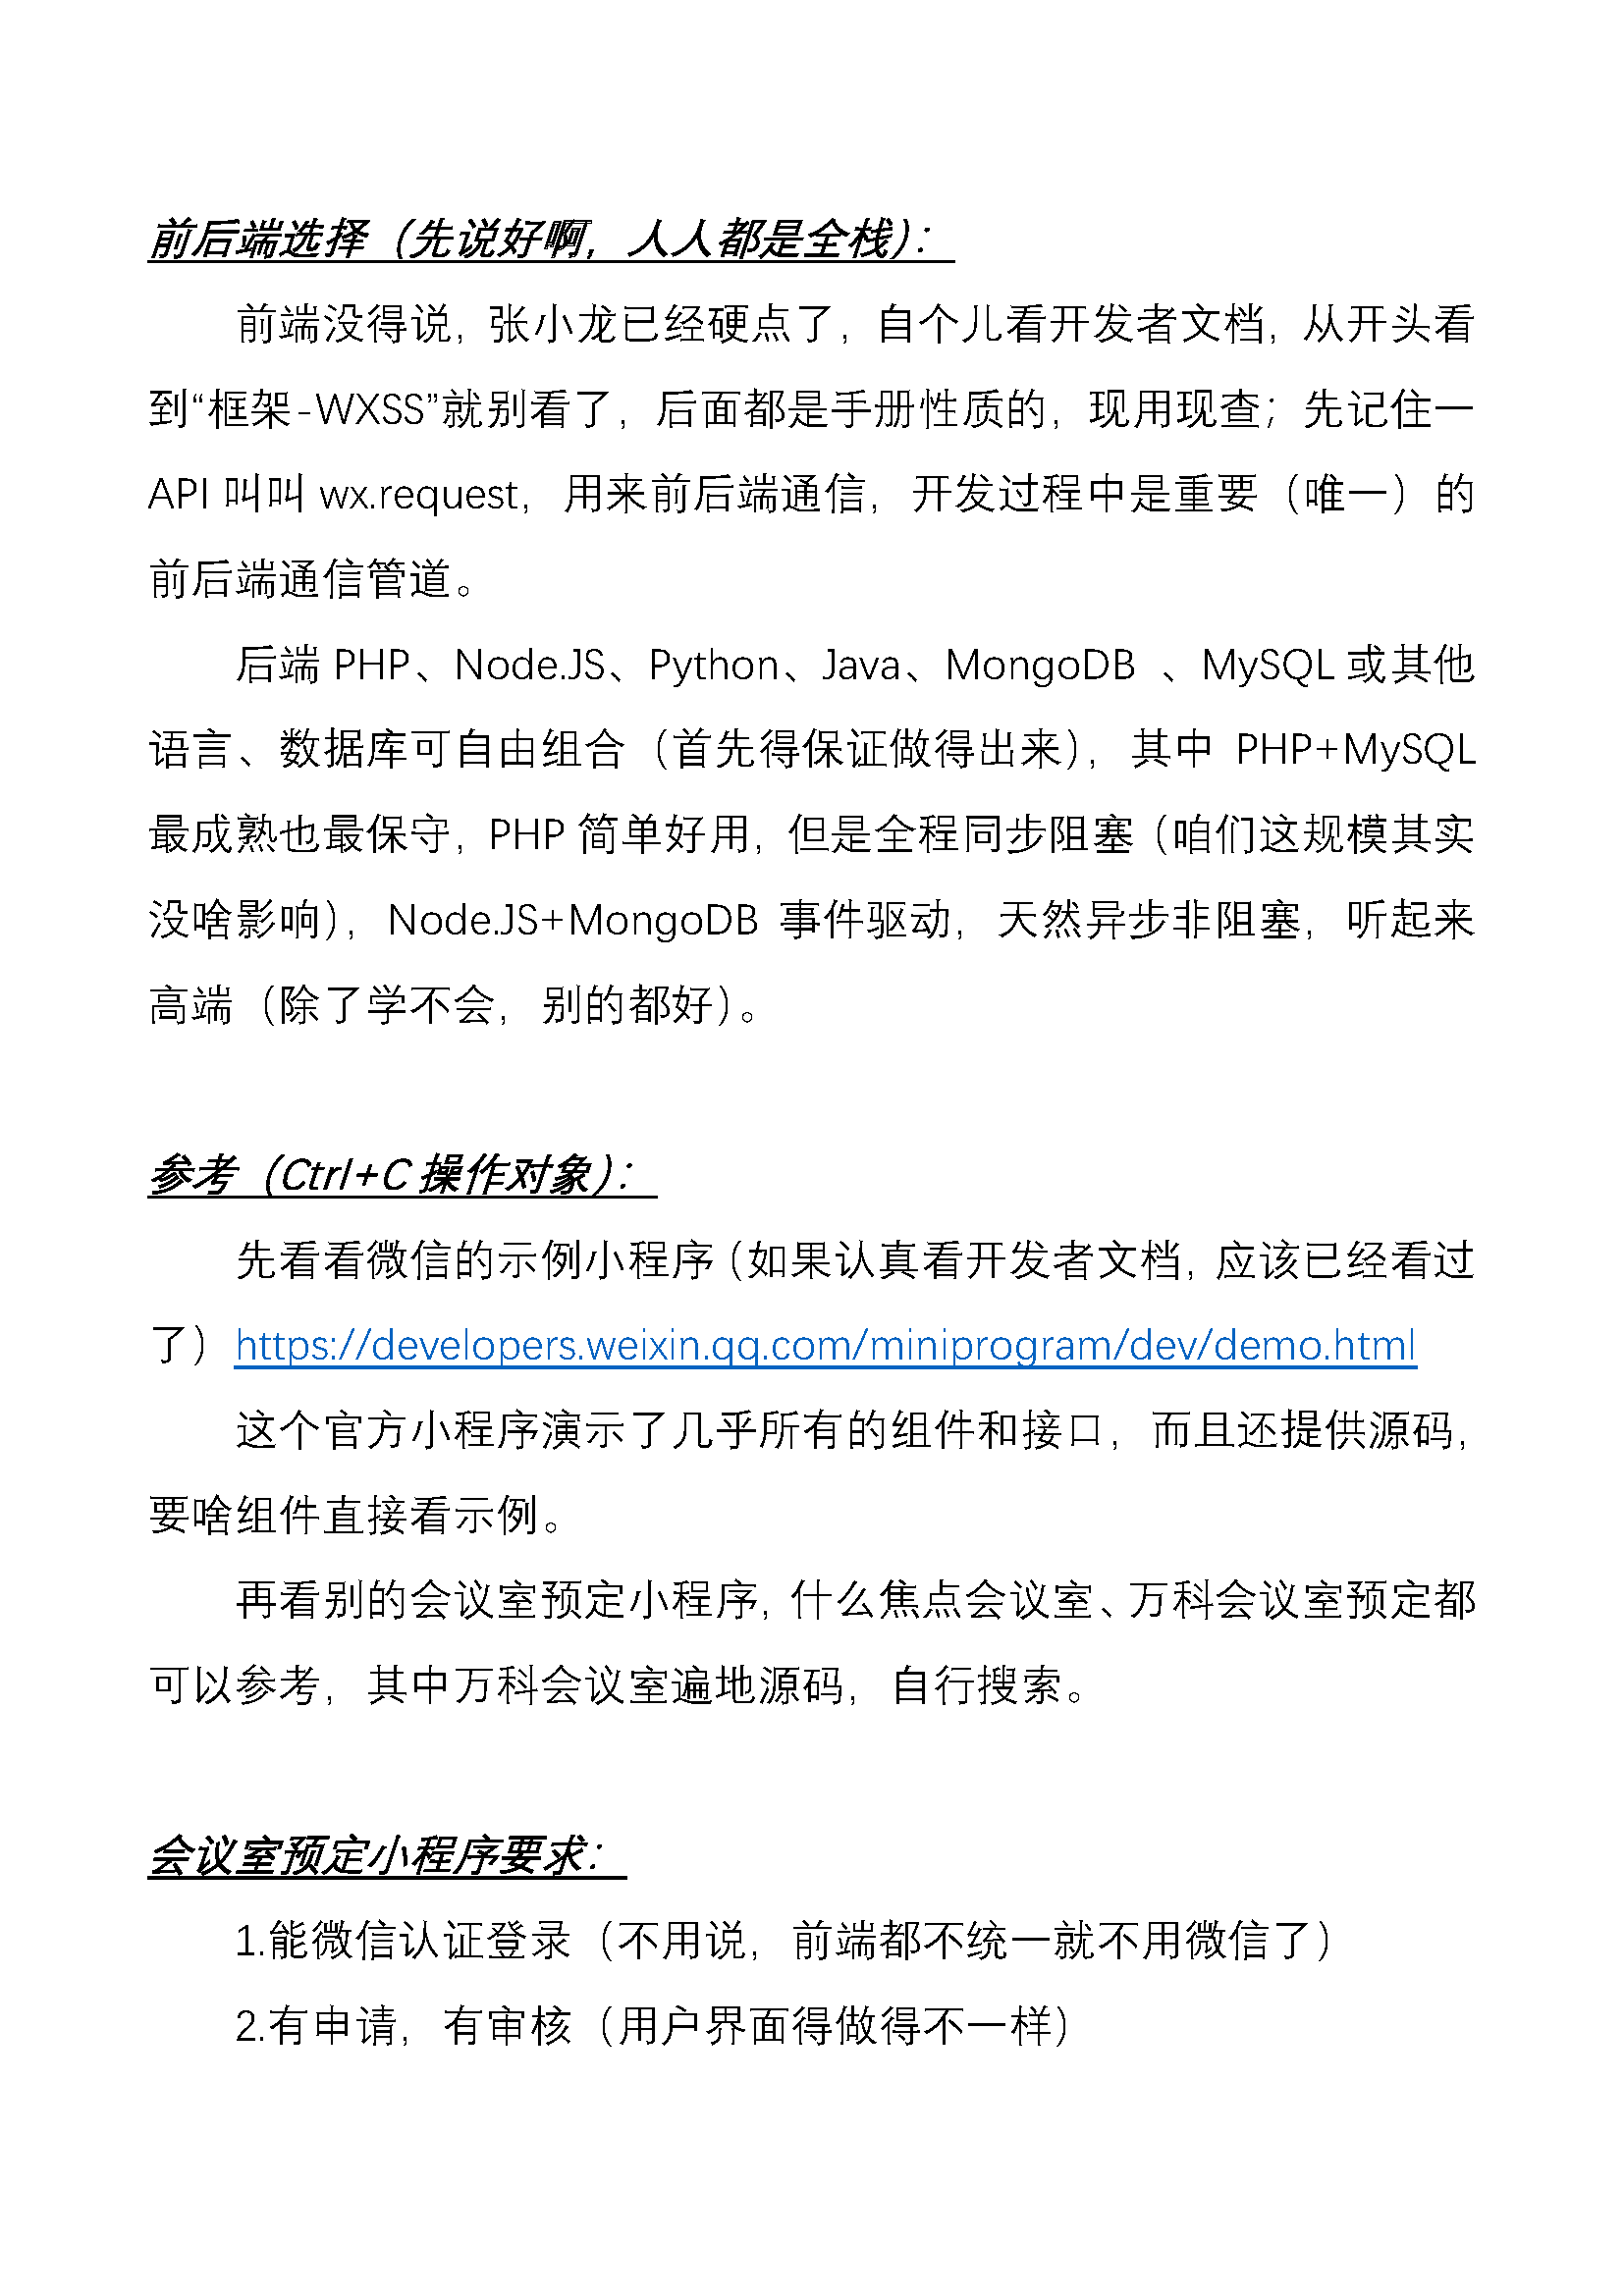 前后端选择（先说好啊，人人都是全栈）：
前端没得说，张小龙已经硬点了，自个儿看开发者文档，从开头看
到“框架-WXSS”就别看了，后面都是手册性质的，现用现查；先记住一
API 叫叫 wx.request，用来前后端通信，开发过程中是重要（唯一）的
前后端通信管道。
后端 PHP、Node.JS、Python、Java、MongoDB 、MySQL 或其他
语言、数据库可自由组合（首先得保证做得出来），其中 PHP+MySQL
最成熟也最保守，PHP 简单好用，但是全程同步阻塞（咱们这规模其实
没啥影响），Node.JS+MongoDB 事件驱动，天然异步非阻塞，听起来
高端（除了学不会，别的都好）。
参考（Ctrl+C 操作对象）：
先看看微信的示例小程序（如果认真看开发者文档，应该已经看过
了）https://developers.weixin.qq.com/miniprogram/dev/demo.html
这个官方小程序演示了几乎所有的组件和接口，而且还提供源码，
要啥组件直接看示例。
再看别的会议室预定小程序，什么焦点会议室、万科会议室预定都
可以参考，其中万科会议室遍地源码，自行搜索。
会议室预定小程序要求：
1.能微信认证登录（不用说，前端都不统一就不用微信了）
2.有申请，有审核（用户界面得做得不一样）